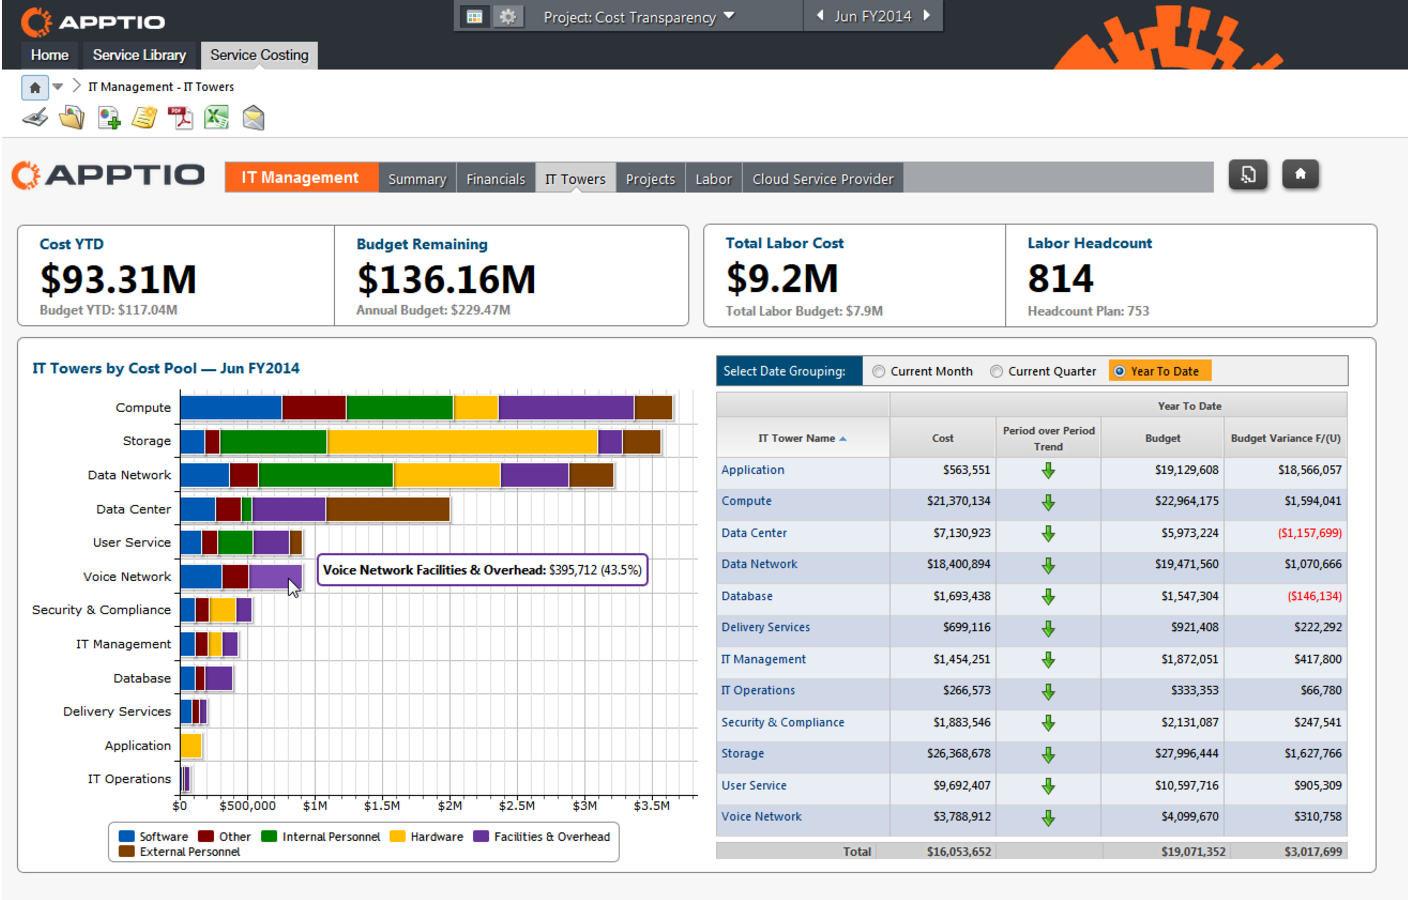 APPTIO
Project: Cost Transparency
Jun FY2014
Home
Service Library
Service Costing
IT Management - IT Towers
PDF
APPTIO
IT Management
Summary
Financials
IT Towers
Projects
Labor
Cloud Service Provider
Cost YTD
$93.31M
Budget YTD: $117.04M
Budget Remaining
$136.16M
Annual Budget: $229.47M
Total Labor Cost
$9.2M
Total Labor Budget: $7.9M
Labor Headcount
814
Headcount Plan: 753
IT Towers by Cost Pool — Jun FY2014
Compute
Storage
Data Network
Data Center
User Service
Voice Network
Security & Compliance
IT Management
Database
Delivery Services
Application
IT Operations
Voice Network Facilities & Overhead: $395,712 (43.5%)
$0 $500,000 $1M $1.5M $2M $2.5M $3M $3.5M
Software Other Internal Personnel Hardware Facilities & Overhead
External Personnel
Select Date Grouping: Current Month Current Quarter Year To Date
Year To Date
IT Tower Name Cost Period over Period Trend Budget Budget Variance F/(U)
Application $563,551 $19,129,608 $18,566,057
Compute $21,370,134 $22,964,175 $1,594,041
Data Center $7,130,923 $5,973,224 ($1,157,699)
Data Network $18,400,894 $19,471,560 $1,070,666
Database $1,693,438 $1,547,304 ($146,134)
Delivery Services $699,116 $921,408 $222,292
IT Management $1,454,251 $1,872,051 $417,800
IT Operations $266,573 $333,353 $66,780
Security & Compliance $1,883,546 $2,131,087 $247,541
Storage $26,368,678 $27,996,444 $1,627,766
User Service $9,692,407 $10,597,716 $905,309
Voice Network $3,788,912 $4,099,670 $310,758
Total $16,053,652 $19,071,352 $3,017,699